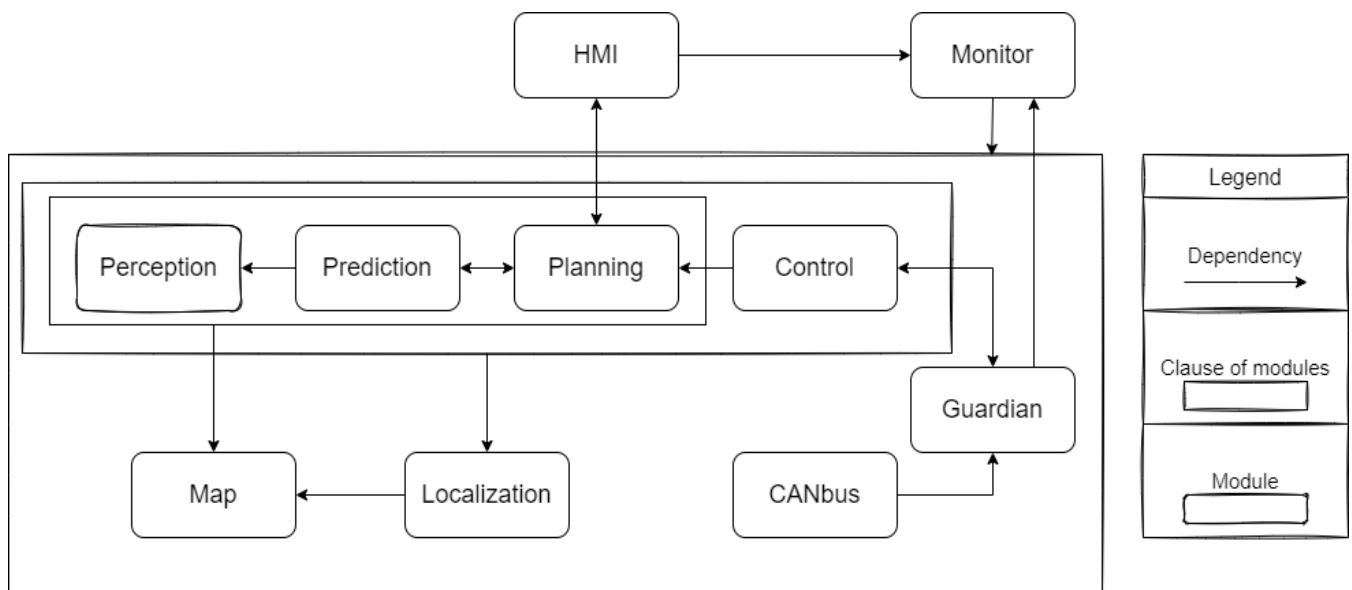 HMI
Monitor
Legend
Perception
Prediction
Planning
Control
Dependency
Clause of modules
Guardian
Map
Localization
CANbus
Module